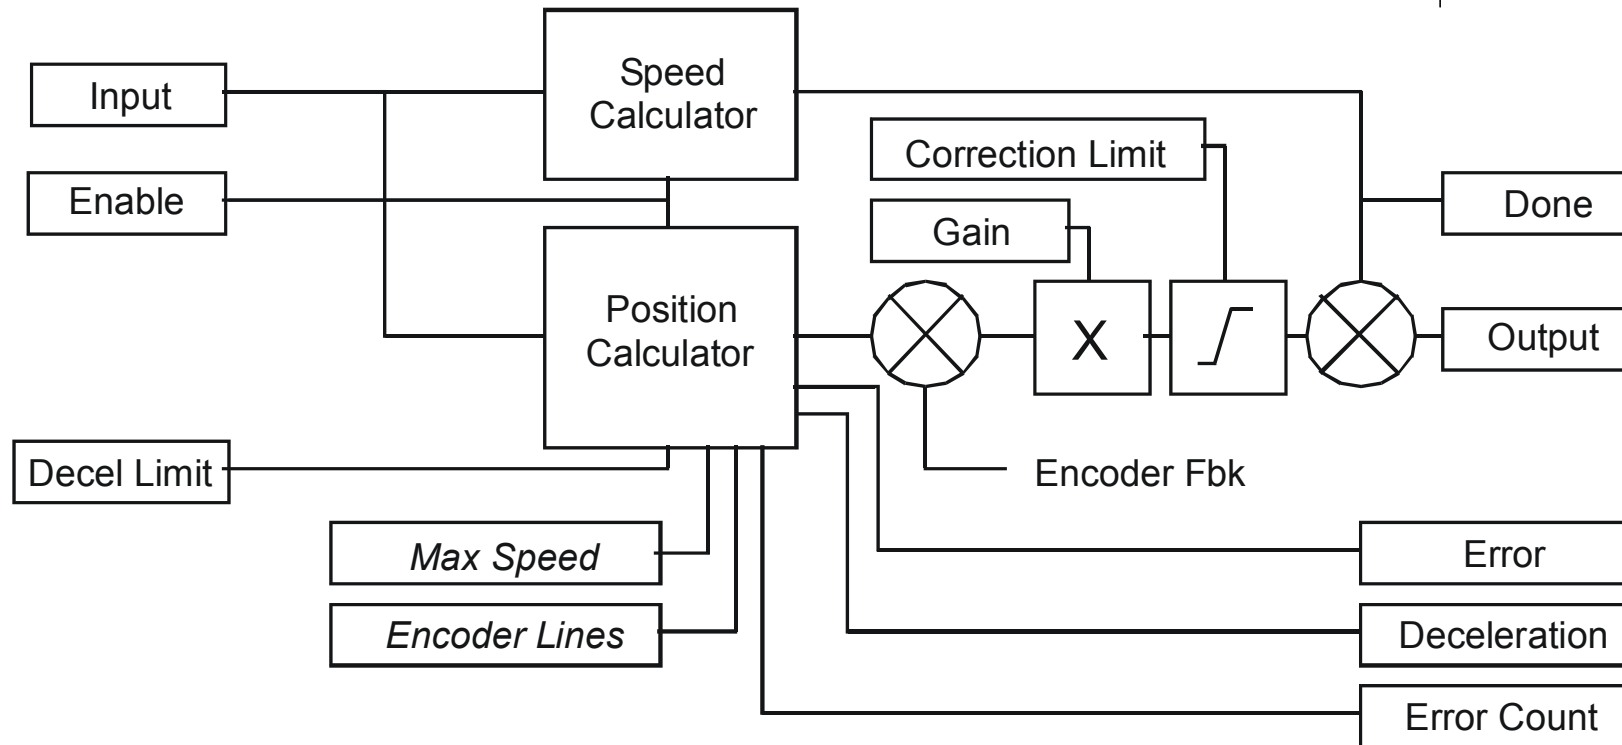 Speed
Calculator
Input
Correction Limit
Enable
Done
Gain
Position
Calculator
X
Output
Decel Limit
Encoder Fbk
Max Speed
Error
Encoder Lines
Deceleration
Error Count